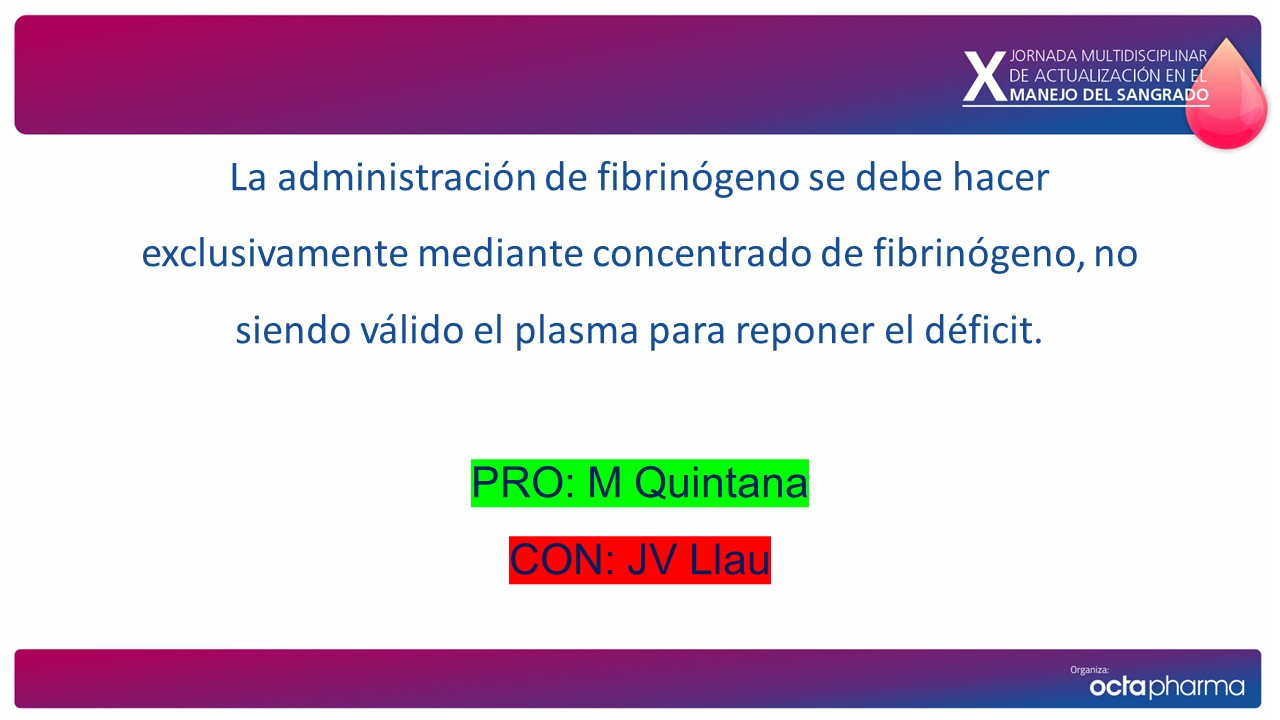 X JORNADA MULTIDISCIPLINAR
DE ACTUALIZACIÓN EN EL
MANEJO DEL SANGRADO
La administración de fibrinógeno se debe hacer
exclusivamente mediante concentrado de fibrinógeno, no
siendo válido el plasma para reponer el déficit.
PRO: M Quintana
CON: JV Llau
Organiza:
octapharma